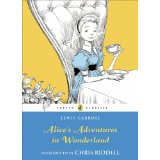 PUFFIN CLASSICS
LEWIS CARROLL
Alice's Adventures
in Wonderland
INTRODUCED BY CHRIS RIDDELL